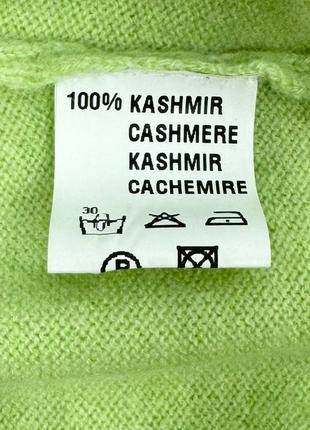 100% KASHMIR
CASHMERE
KASHMIR
CACHEMIRE
30
P